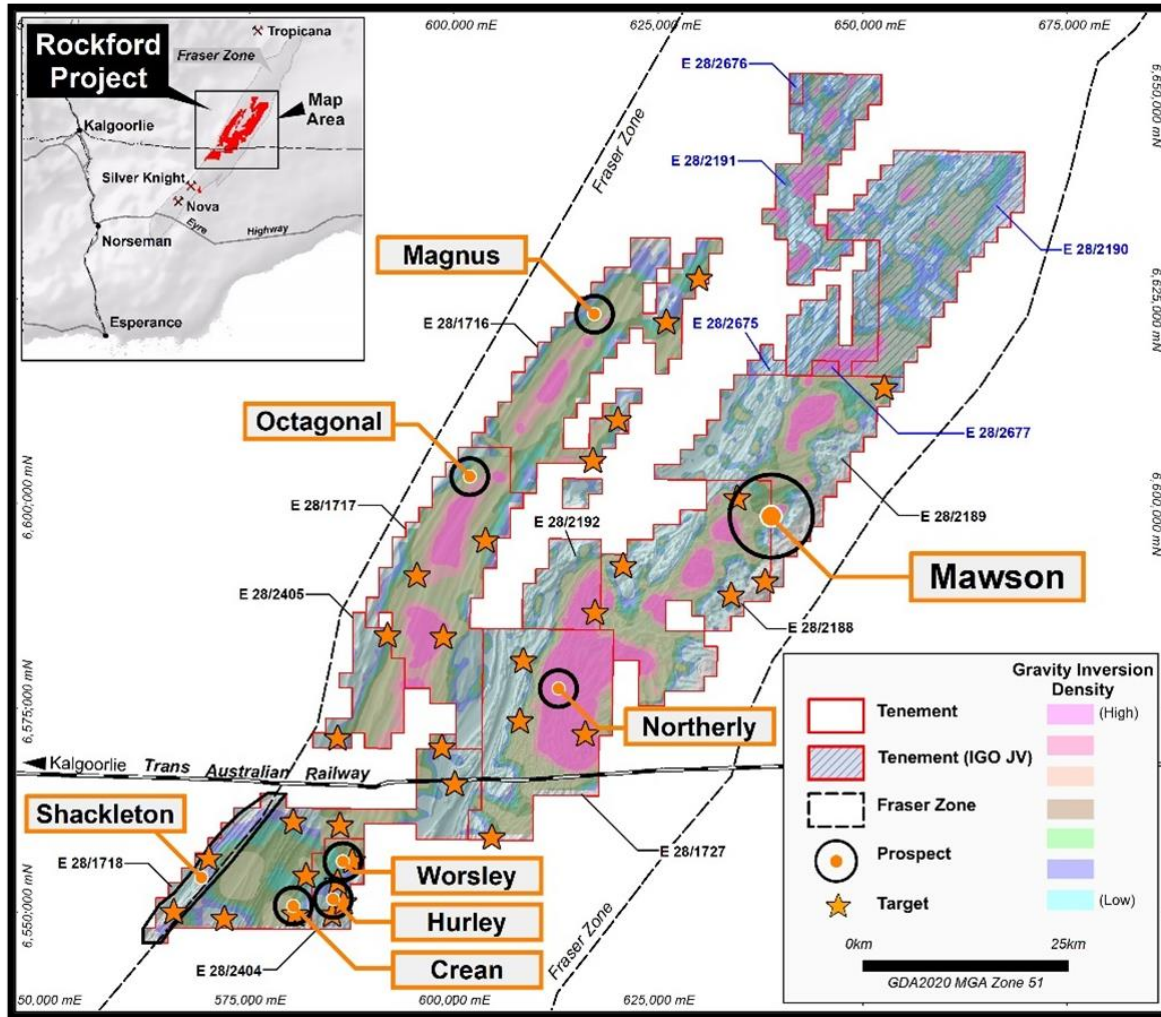 600,000 mE
625,000 mE
650,000 mE
675,000 mE
Rockford
Project
Tropicana
Fraser Zone
Map
Area
Kalgoorlie
Silver Knight
Nova
Norseman
Eyre
Highway
Esperance
Fraser Zone
E 28/2676
6,650,000 mN
E 28/2191
E 28/2190
Magnus
6,625,000 mN
E 28/1716
E 28/2675
Octagonal
E 28/2677
6,600,000 mN
6,600,000 mN
E 28/1717
E 28/2192
E 28/2189
Mawson
E 28/2405
E 28/2188
6,575,000 mN
Northerly
Kalgoorlie
Trans Australian Railway
Shackleton
E 28/1718
E 28/1727
Worsley
Hurley
6,550,000 mN
Crean
E 28/2404
Fraser Zone
50,000 mE
575,000 mE
600,000 mE
Tenement
Tenement (IGO JV)
Fraser Zone
Prospect
Target
Gravity Inversion
Density
(High)
(Low)
0km
25km
GDA2020 MGA Zone 51